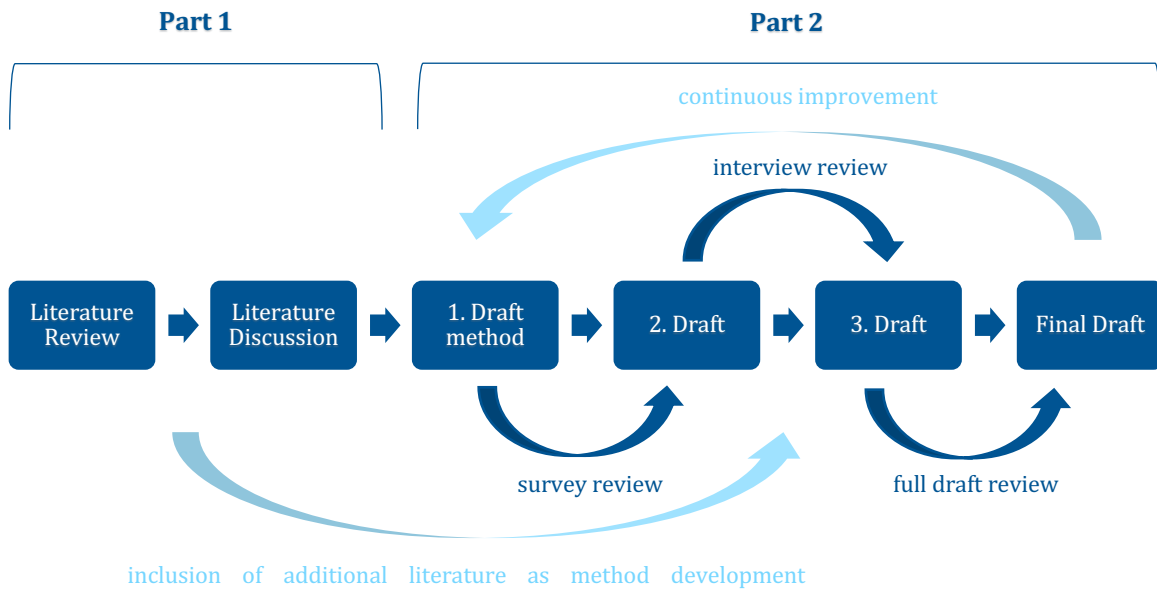 Part 1
Part 2
continuous improvement
interview review
Literature
Review
Literature
Discussion
1. Draft
method
2. Draft
3. Draft
Final Draft
survey review
full draft review
inclusion of additional literature as method development